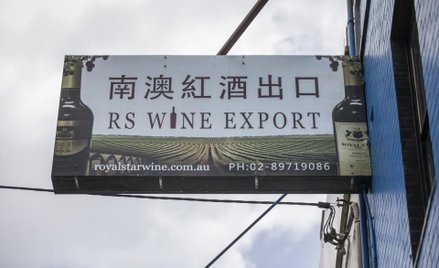 南澳紅酒出口
RS WINE EXPORT
royalstarwine.com.au PH:02-89719086